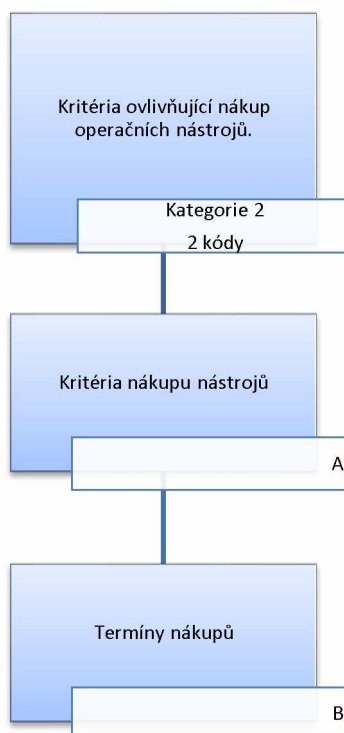 Kritéria ovlivňující nákup
operačních nástrojů.
Kategorie 2
2 kódy
Kritéria nákupu nástrojů
A
Termíny nákupů
B